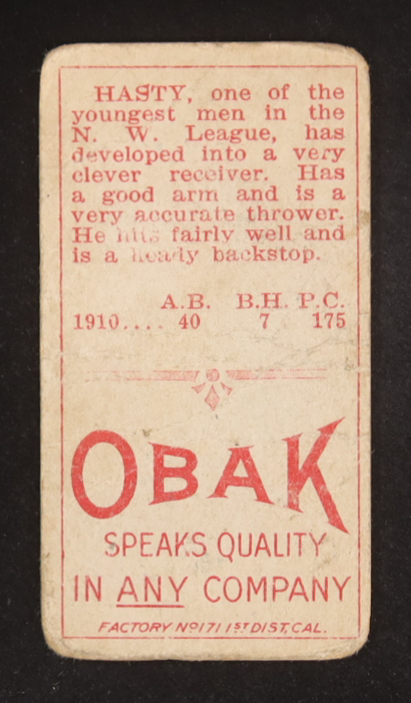 HASTY, one of the
youngest men in the
N. W. League, has
developed into a very
clever receiver. Has
a good arm and is a
very accurate thrower.
He hits fairly well and
is a heady backstop.
A.B. B.H. P.C.
1910.... 40 7 175
OBAK
SPEAKS QUALITY
IN ANY COMPANY
FACTORY Nº171 1ST DIST, CAL.